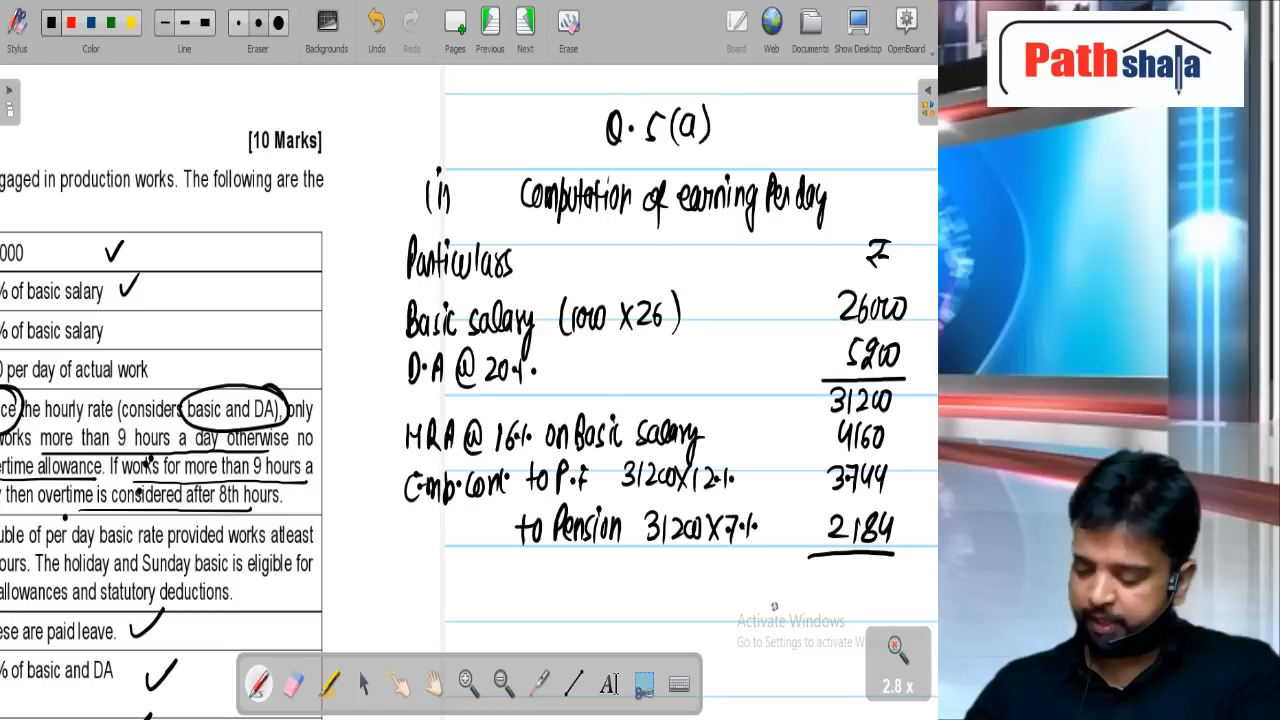 Stylus Color Line Eraser Backgrounds Undo Redo Pages Previous Next Erase Board Web Documents Show Desktop OpenBoard
Path shala
[10 Marks]
gaged in production works. The following are the
000
% of basic salary
% of basic salary
0 per day of actual work
ce the hourly rate (considers basic and DA), only
works more than 9 hours a day otherwise no
ertime allowance. If works for more than 9 hours a
y then overtime is considered after 8th hours.
uble of per day basic rate provided works atleast
ours. The holiday and Sunday basic is eligible for
allowances and statutory deductions.
ese are paid leave.
% of basic and DA
Q. 5(a)
(i) Computation of earning Per day
Particulars ₹
Basic salary (1000 x 26) 26000
D.A @ 20%. 5200
31200
HRA @ 16% on Basic salary 4160
Emp. Cont. to P.F 31200 x 12%. 3744
to Pension 31200 x 7% 2184
Activate Windows
Go to Settings to activate W
2.8 x